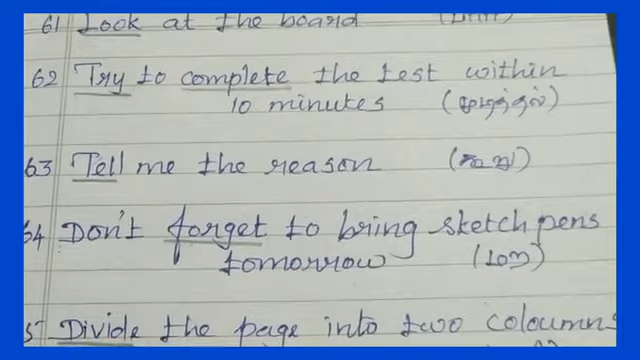 61 Look at the board
62 Try to complete the test within
10 minutes
63 Tell me the reason (கூறு)
64 Don't forget to bring sketch pens
tomorrow (மற)
Divide the page into two coloumns